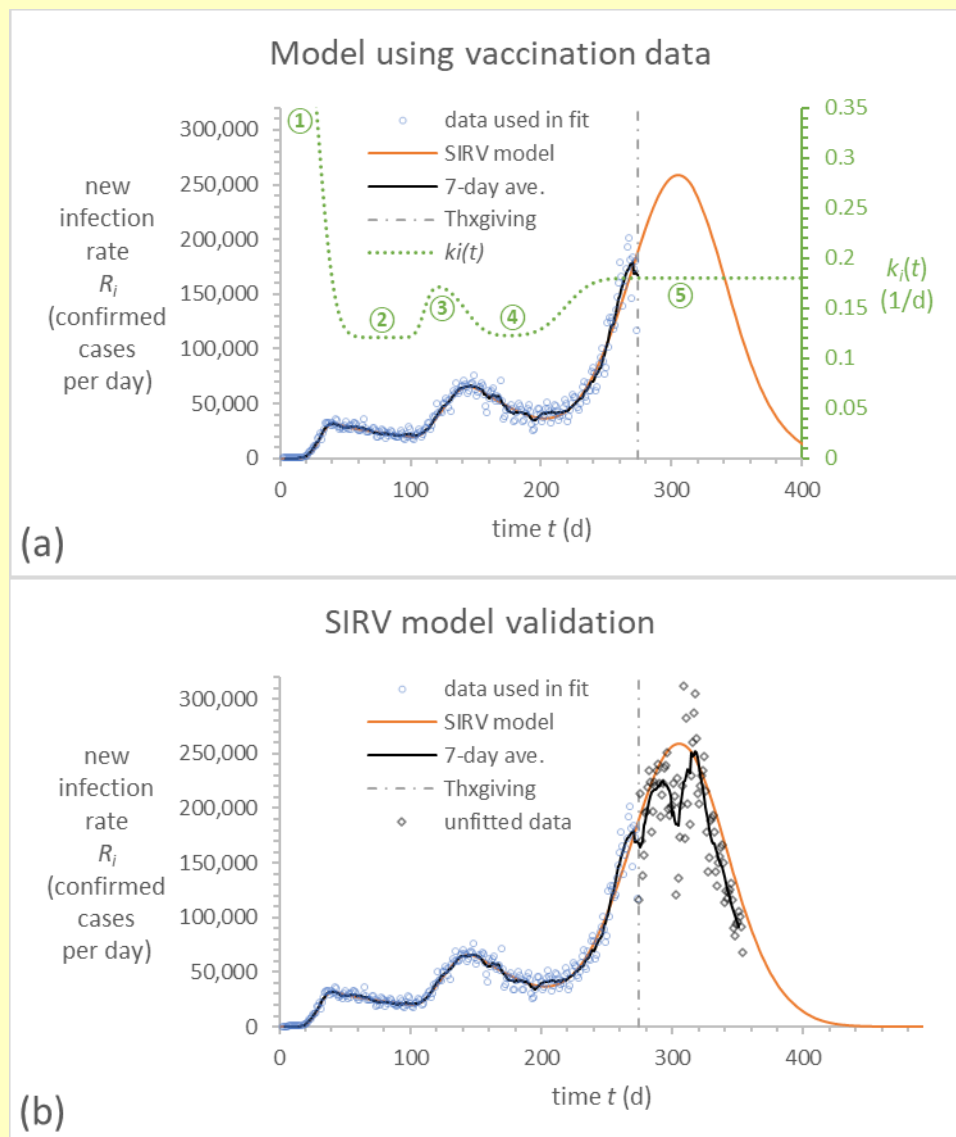 Model using vaccination data
new
infection
rate
Ri
(confirmed
cases
per day)
300,000
250,000
200,000
150,000
100,000
50,000
0
data used in fit
SIRV model
7-day ave.
Thxgiving
ki(t)
① ② ③ ④ ⑤
0.35
0.3
0.25
0.2
0.15
0.1
0.05
0
ki(t)
(1/d)
0 100 200 300 400
time t (d)
(a)
SIRV model validation
new
infection
rate
Ri
(confirmed
cases
per day)
300,000
250,000
200,000
150,000
100,000
50,000
0
data used in fit
SIRV model
7-day ave.
Thxgiving
unfitted data
0 100 200 300 400
time t (d)
(b)